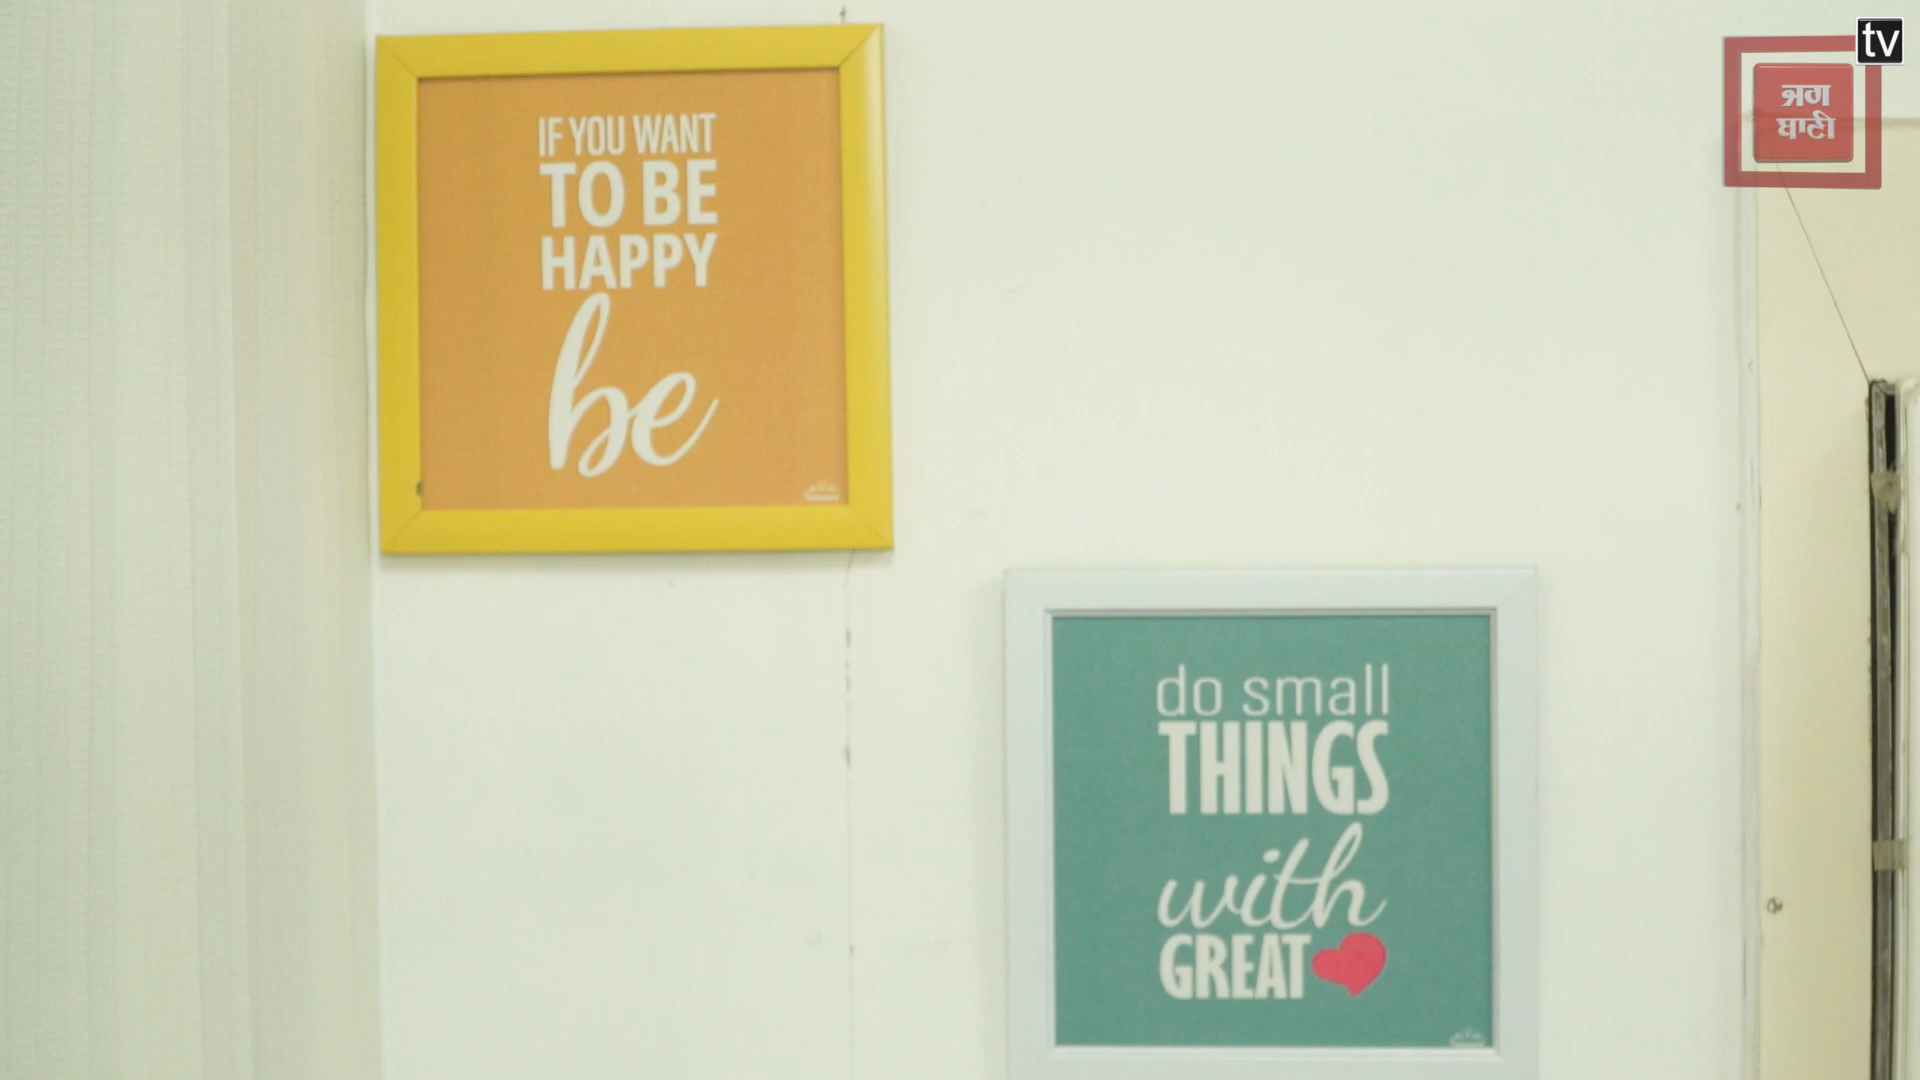 IF YOU WANT
TO BE
HAPPY
be
do small
THINGS
with
GREAT
tv
ਜਗ
ਬਾਣੀ